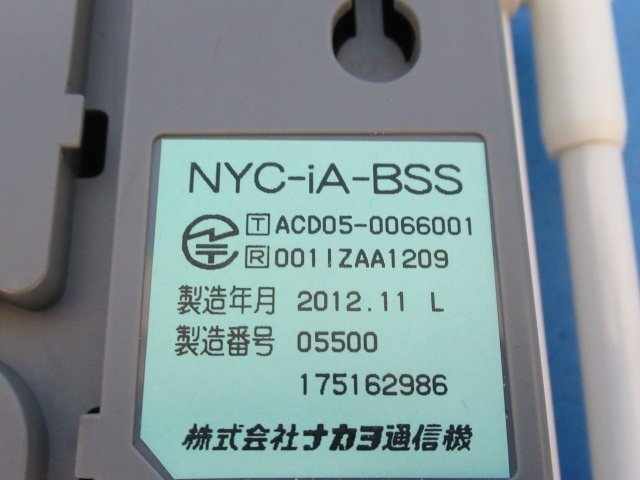 NYC-iA-BSS
T ACD05-0066001
R 001IZAA1209
製造年月 2012.11 L
製造番号 05500
175162986
株式会社ナカヨ通信機